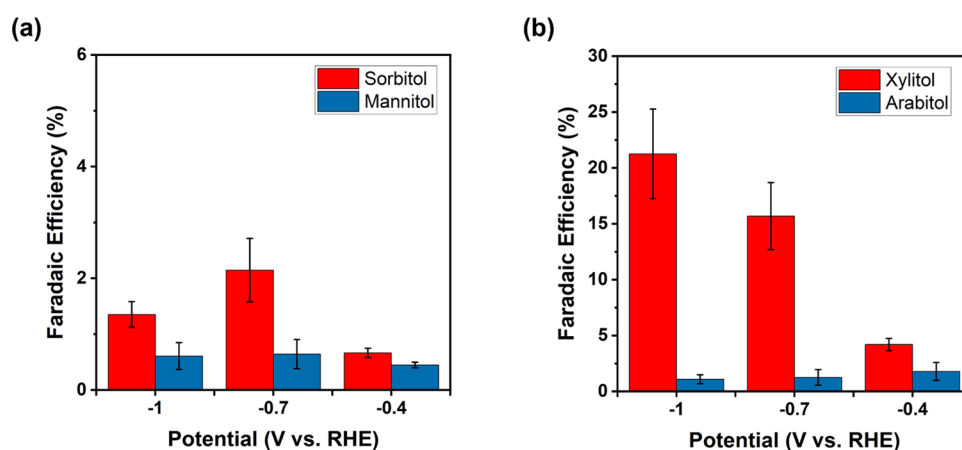 (a)
6
4
2
0
Faradaic Efficiency (%)
Sorbitol
Mannitol
-1 -0.7 -0.4
Potential (V vs. RHE)
(b)
30
25
20
15
10
5
0
Faradaic Efficiency (%)
Xylitol
Arabitol
-1 -0.7 -0.4
Potential (V vs. RHE)